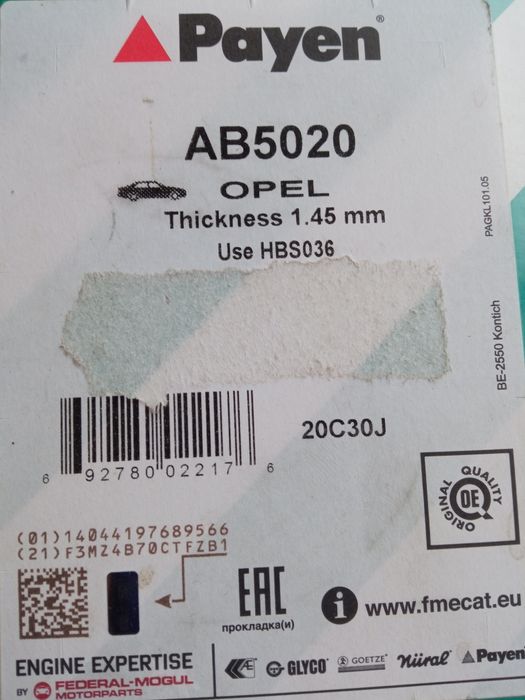 Payen®
AB5020
OPEL
Thickness 1.45 mm
Use HBS036
PAGKL101.05
BE-2550 Kontich
6 92780 02217 6
20C30J
ORIGINAL QUALITY
OE
(01)14044197689566
(21)F3MZ4B70CTFZB1
EAC
прокладка(и)
i www.fmecat.eu
ENGINE EXPERTISE
BY FEDERAL-MOGUL
MOTORPARTS
AE
GLYCO
GOETZE
Nüral
Payen